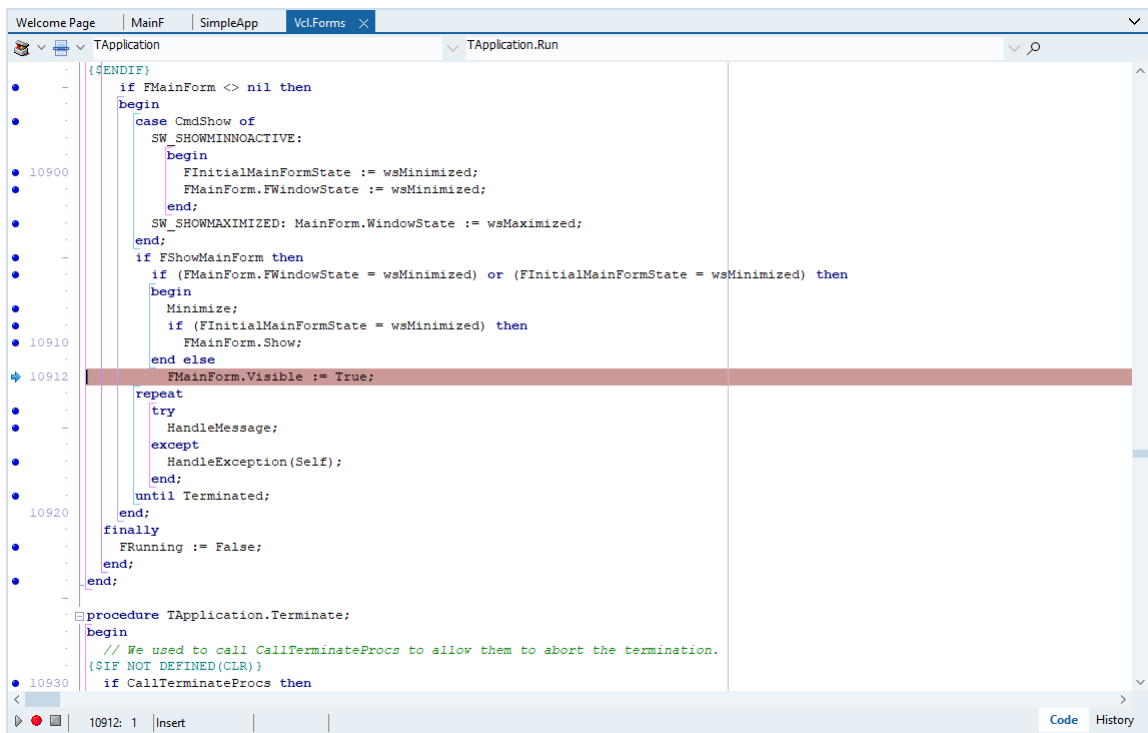 Welcome Page MainF SimpleApp Vcl.Forms
TApplication TApplication.Run
{$ENDIF}
if FMainForm <> nil then
begin
case CmdShow of
SW_SHOWMINNOACTIVE:
begin
10900 FInitialMainFormState := wsMinimized;
FMainForm.FWindowState := wsMinimized;
end;
SW_SHOWMAXIMIZED: MainForm.WindowState := wsMaximized;
end;
if FShowMainForm then
if (FMainForm.FWindowState = wsMinimized) or (FInitialMainFormState = wsMinimized) then
begin
Minimize;
if (FInitialMainFormState = wsMinimized) then
10910 FMainForm.Show;
end else
10912 FMainForm.Visible := True;
repeat
try
HandleMessage;
except
HandleException(Self);
end;
until Terminated;
10920 end;
finally
FRunning := False;
end;
end;
procedure TApplication.Terminate;
begin
// We used to call CallTerminateProcs to allow them to abort the termination.
{$IF NOT DEFINED(CLR)}
10930 if CallTerminateProcs then
10912: 1 Insert Code History